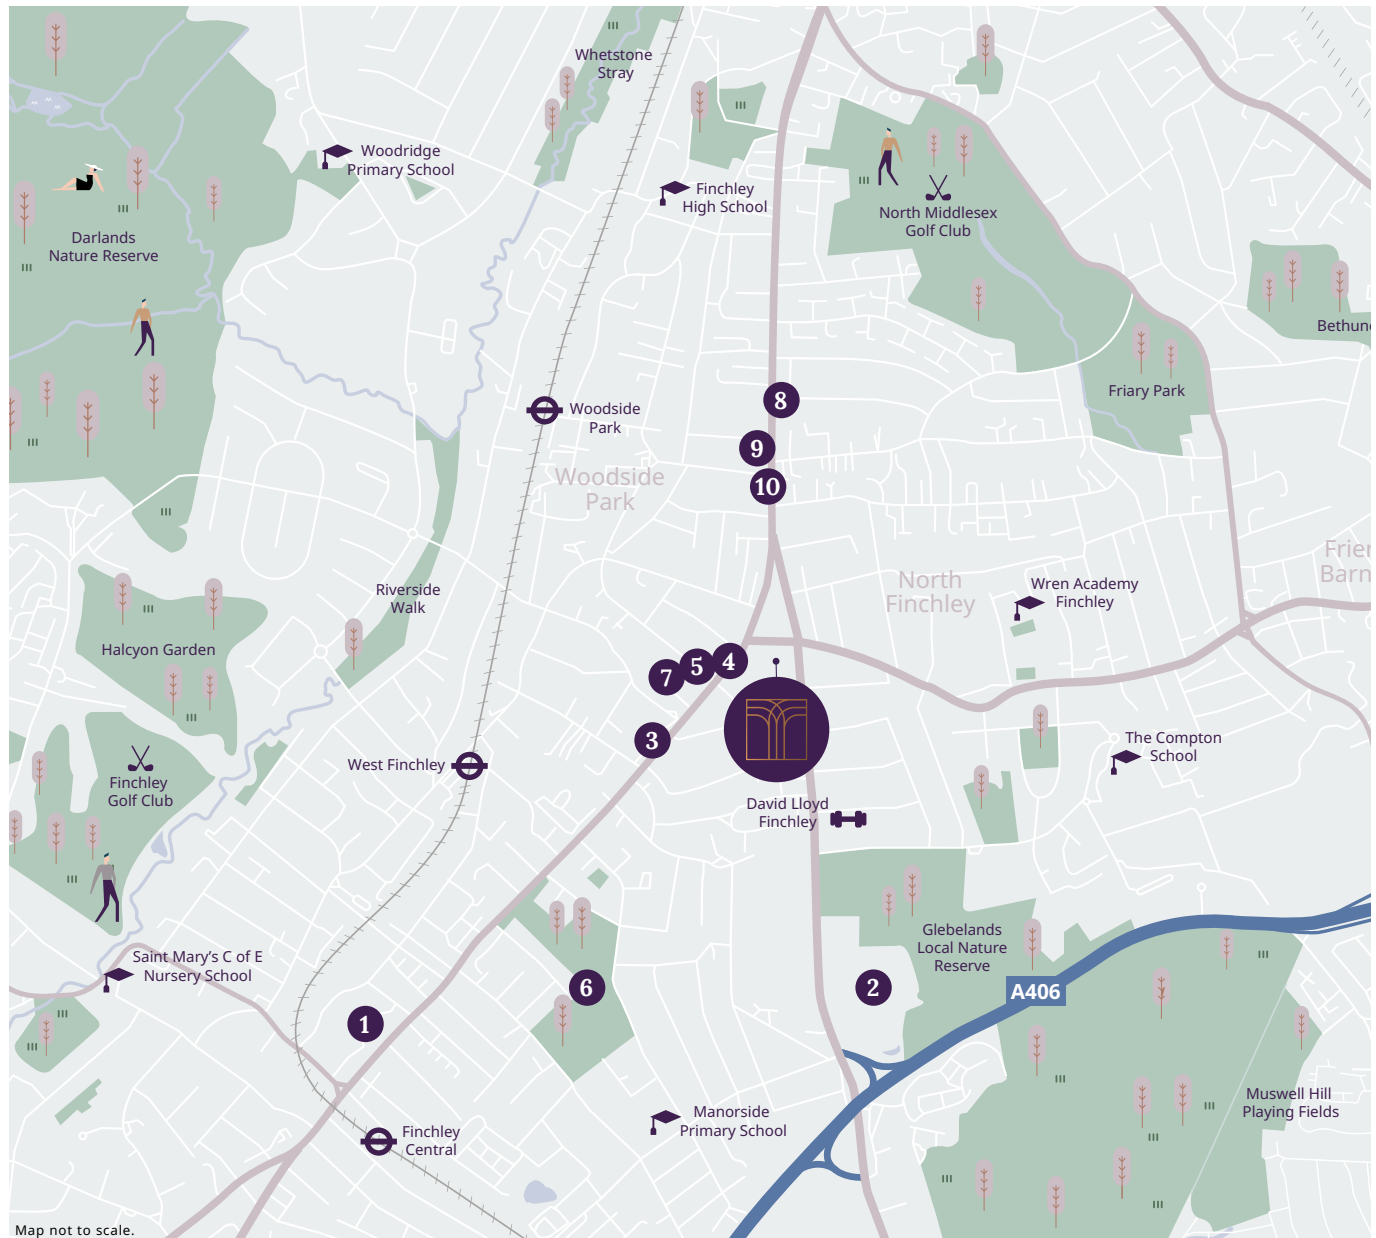 Whetstone
Stray
Woodridge
Primary School
Finchley
High School
North Middlesex
Golf Club
Darlands
Nature Reserve
Bethun
Friary Park
8
Woodside
Park
9
Woodside
Park
10
Frier
Barn
North
Finchley
Wren Academy
Finchley
Riverside
Walk
Halcyon Garden
7
5
4
3
The Compton
School
West Finchley
Finchley
Golf Club
David Lloyd
Finchley
Glebelands
Local Nature
Reserve
Saint Mary's C of E
Nursery School
6
2
A406
1
Muswell Hill
Playing Fields
Manorside
Primary School
Finchley
Central
Map not to scale.